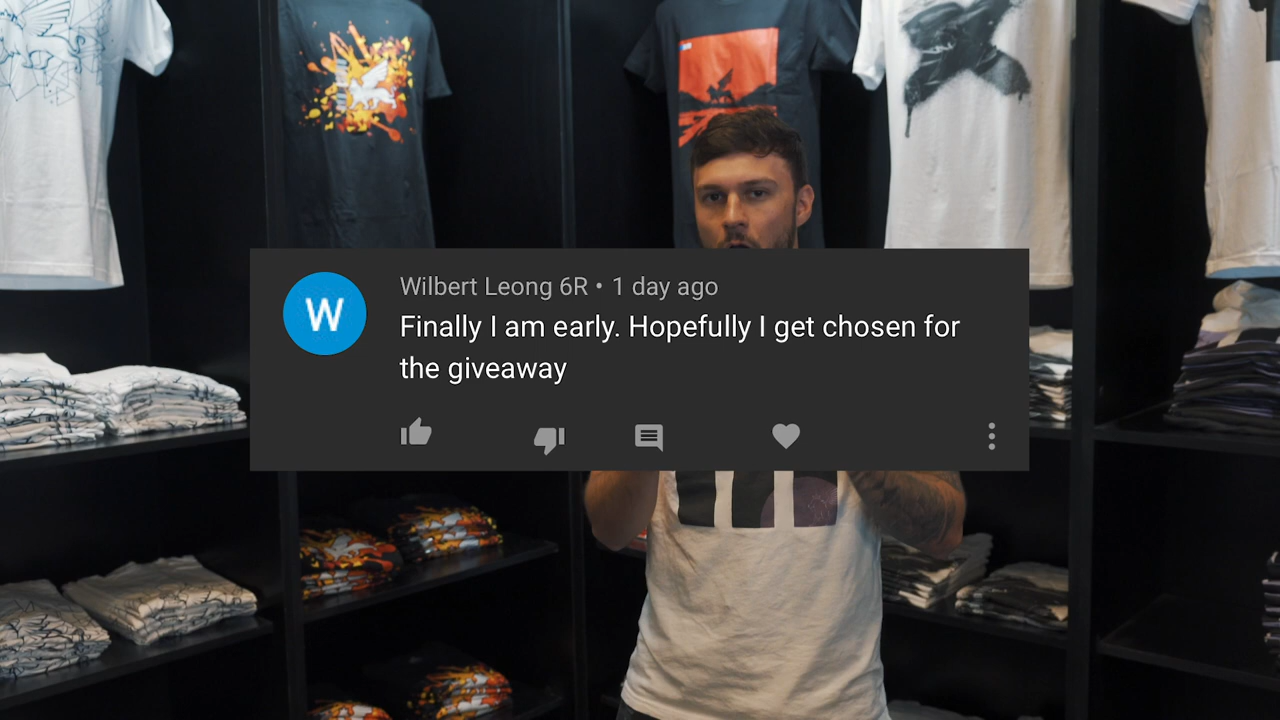 Wilbert Leong 6R • 1 day ago
Finally I am early. Hopefully I get chosen for
the giveaway
W